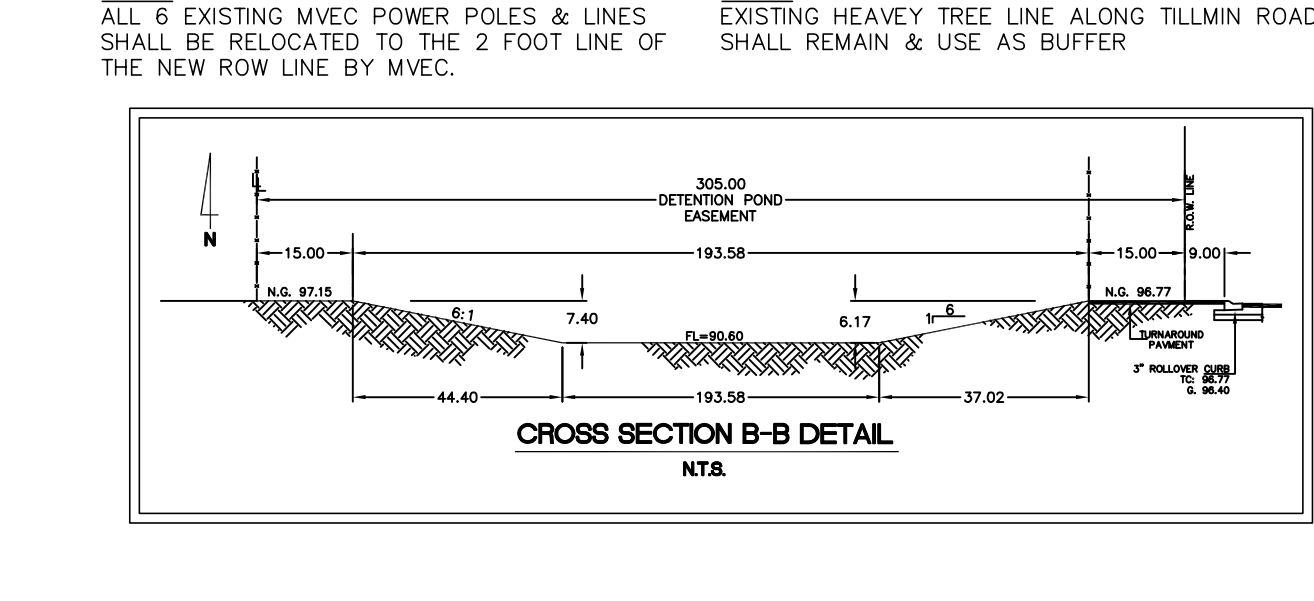 ALL 6 EXISTING MVEC POWER POLES & LINES
SHALL BE RELOCATED TO THE 2 FOOT LINE OF
THE NEW ROW LINE BY MVEC.
EXISTING HEAVEY TREE LINE ALONG TILLMIN ROAD
SHALL REMAIN & USE AS BUFFER
N
305.00
DETENTION POND
EASEMENT
R.O.W. LINE
15.00
193.58
15.00
9.00
N.G. 97.15
6:1
7.40
FL=90.60
6.17
1
6
N.G. 96.77
TURNAROUND
PAVMENT
3" ROLLOVER CURB
TC: 96.77
G. 96.40
44.40
193.58
37.02
CROSS SECTION B-B DETAIL
N.T.S.